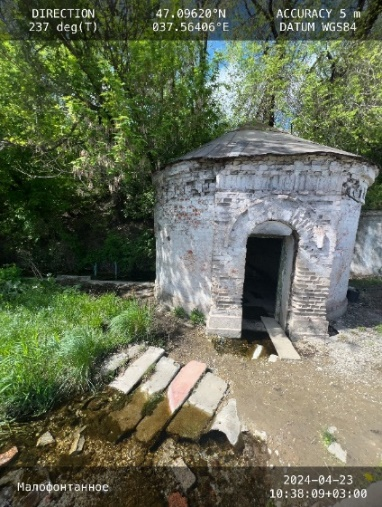 DIRECTION
237 deg(T)
47.09620°N
037.56406°E
ACCURACY 5 m
DATUM WGS84
Малофонтанное
2024-04-23
10:38:09+03:00